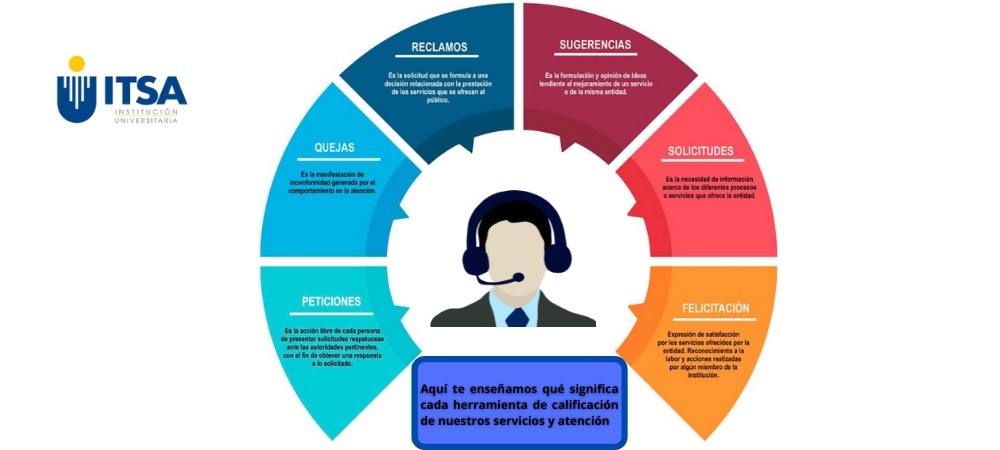 ITSA
INSTITUCIÓN
UNIVERSITARIA
PETICIONES
Es la acción libre de cada persona
de presentar solicitudes respetuosas
ante las autoridades pertinentes,
con el fin de obtener una respuesta
a lo solicitado.
QUEJAS
Es la manifestación de
inconformidad generada por el
comportamiento en la atención.
RECLAMOS
Es la solicitud que se formula a una
decisión relacionada con la prestación
de los servicios que se ofrecen al
público.
SUGERENCIAS
Es la formulación y opinión de ideas
tendiente al mejoramiento de un servicio
o de la misma entidad.
SOLICITUDES
Es la necesidad de información
acerca de los diferentes procesos
o servicios que ofrece la entidad.
FELICITACIÓN
Expresión de satisfacción
por los servicios ofrecidos por la
entidad. Reconocimiento a la
labor y acciones realizadas
por algún miembro de la
institución.
Aquí te enseñamos qué significa
cada herramienta de calificación
de nuestros servicios y atención